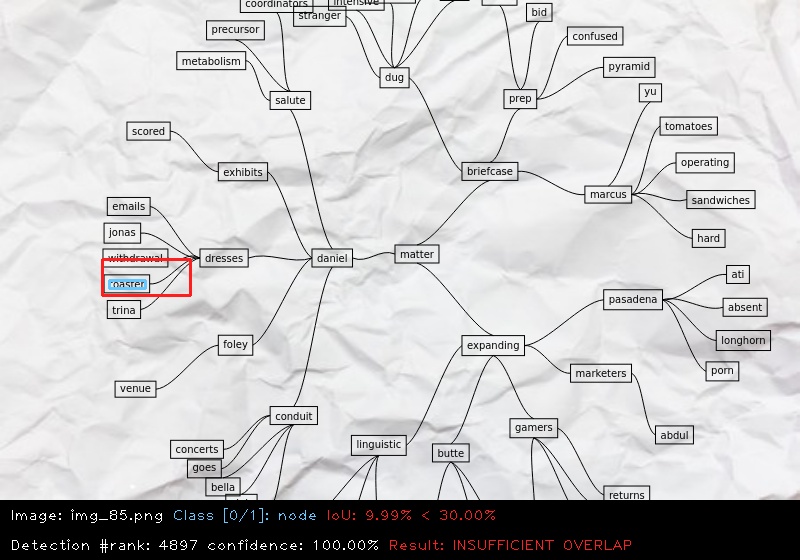 coordinators
intensive
stranger
bid
precursor
confused
metabolism
dug
pyramid
yu
salute
prep
scored
tomatoes
exhibits
briefcase
operating
marcus
sandwiches
emails
jonas
hard
withdrawal
dresses
daniel
matter
roaster
ati
trina
pasadena
absent
foley
expanding
longhorn
venue
marketers
porn
conduit
gamers
abdul
concerts
linguistic
butte
goes
bella
returns
Image: img_85.png Class [0/1]: node IoU: 9.99% < 30.00%
Detection #rank: 4897 confidence: 100.00% Result: INSUFFICIENT OVERLAP